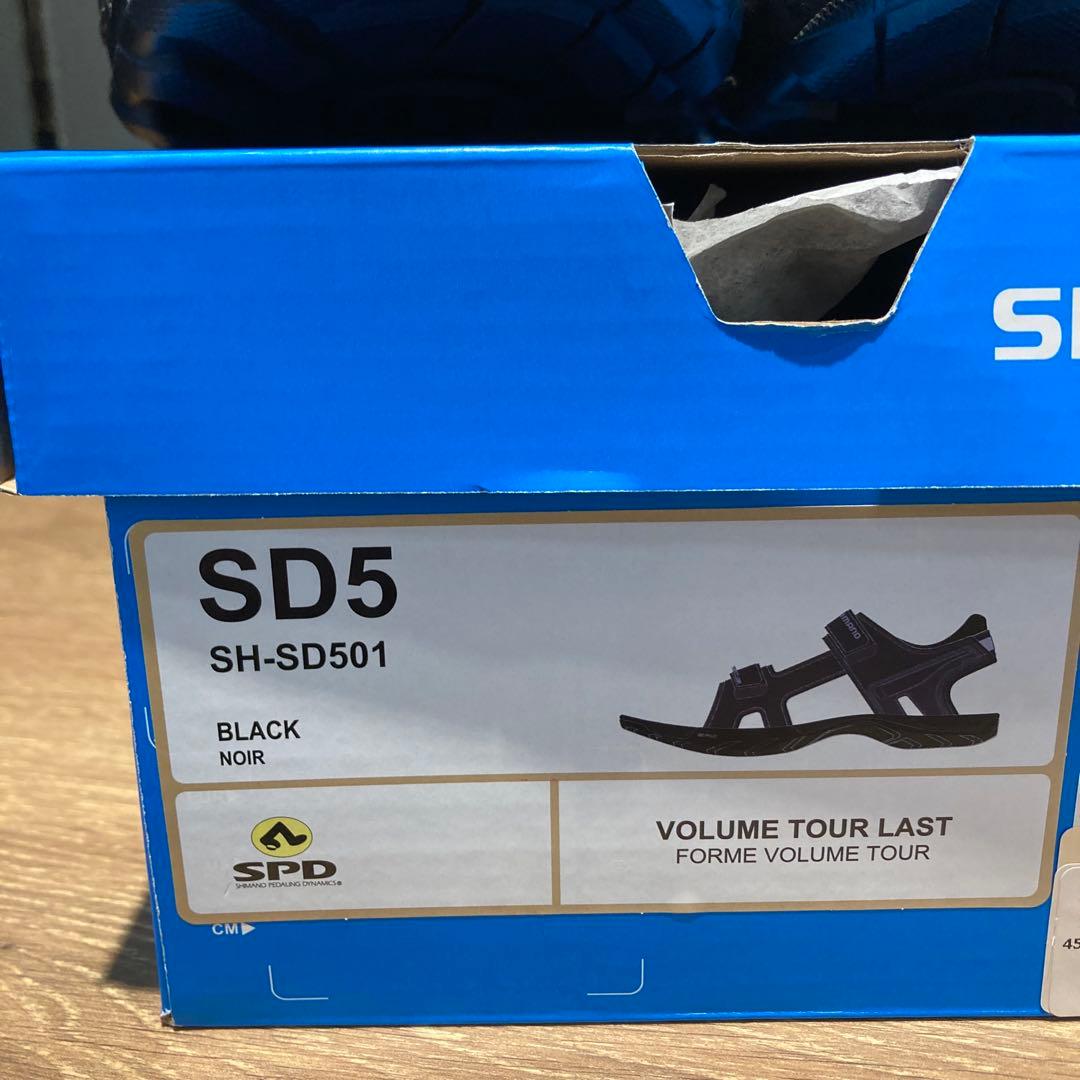 SD5
SH-SD501
BLACK
NOIR
SPD
SHIMANO PEDALING DYNAMICS®
VOLUME TOUR LAST
FORME VOLUME TOUR
CM▶